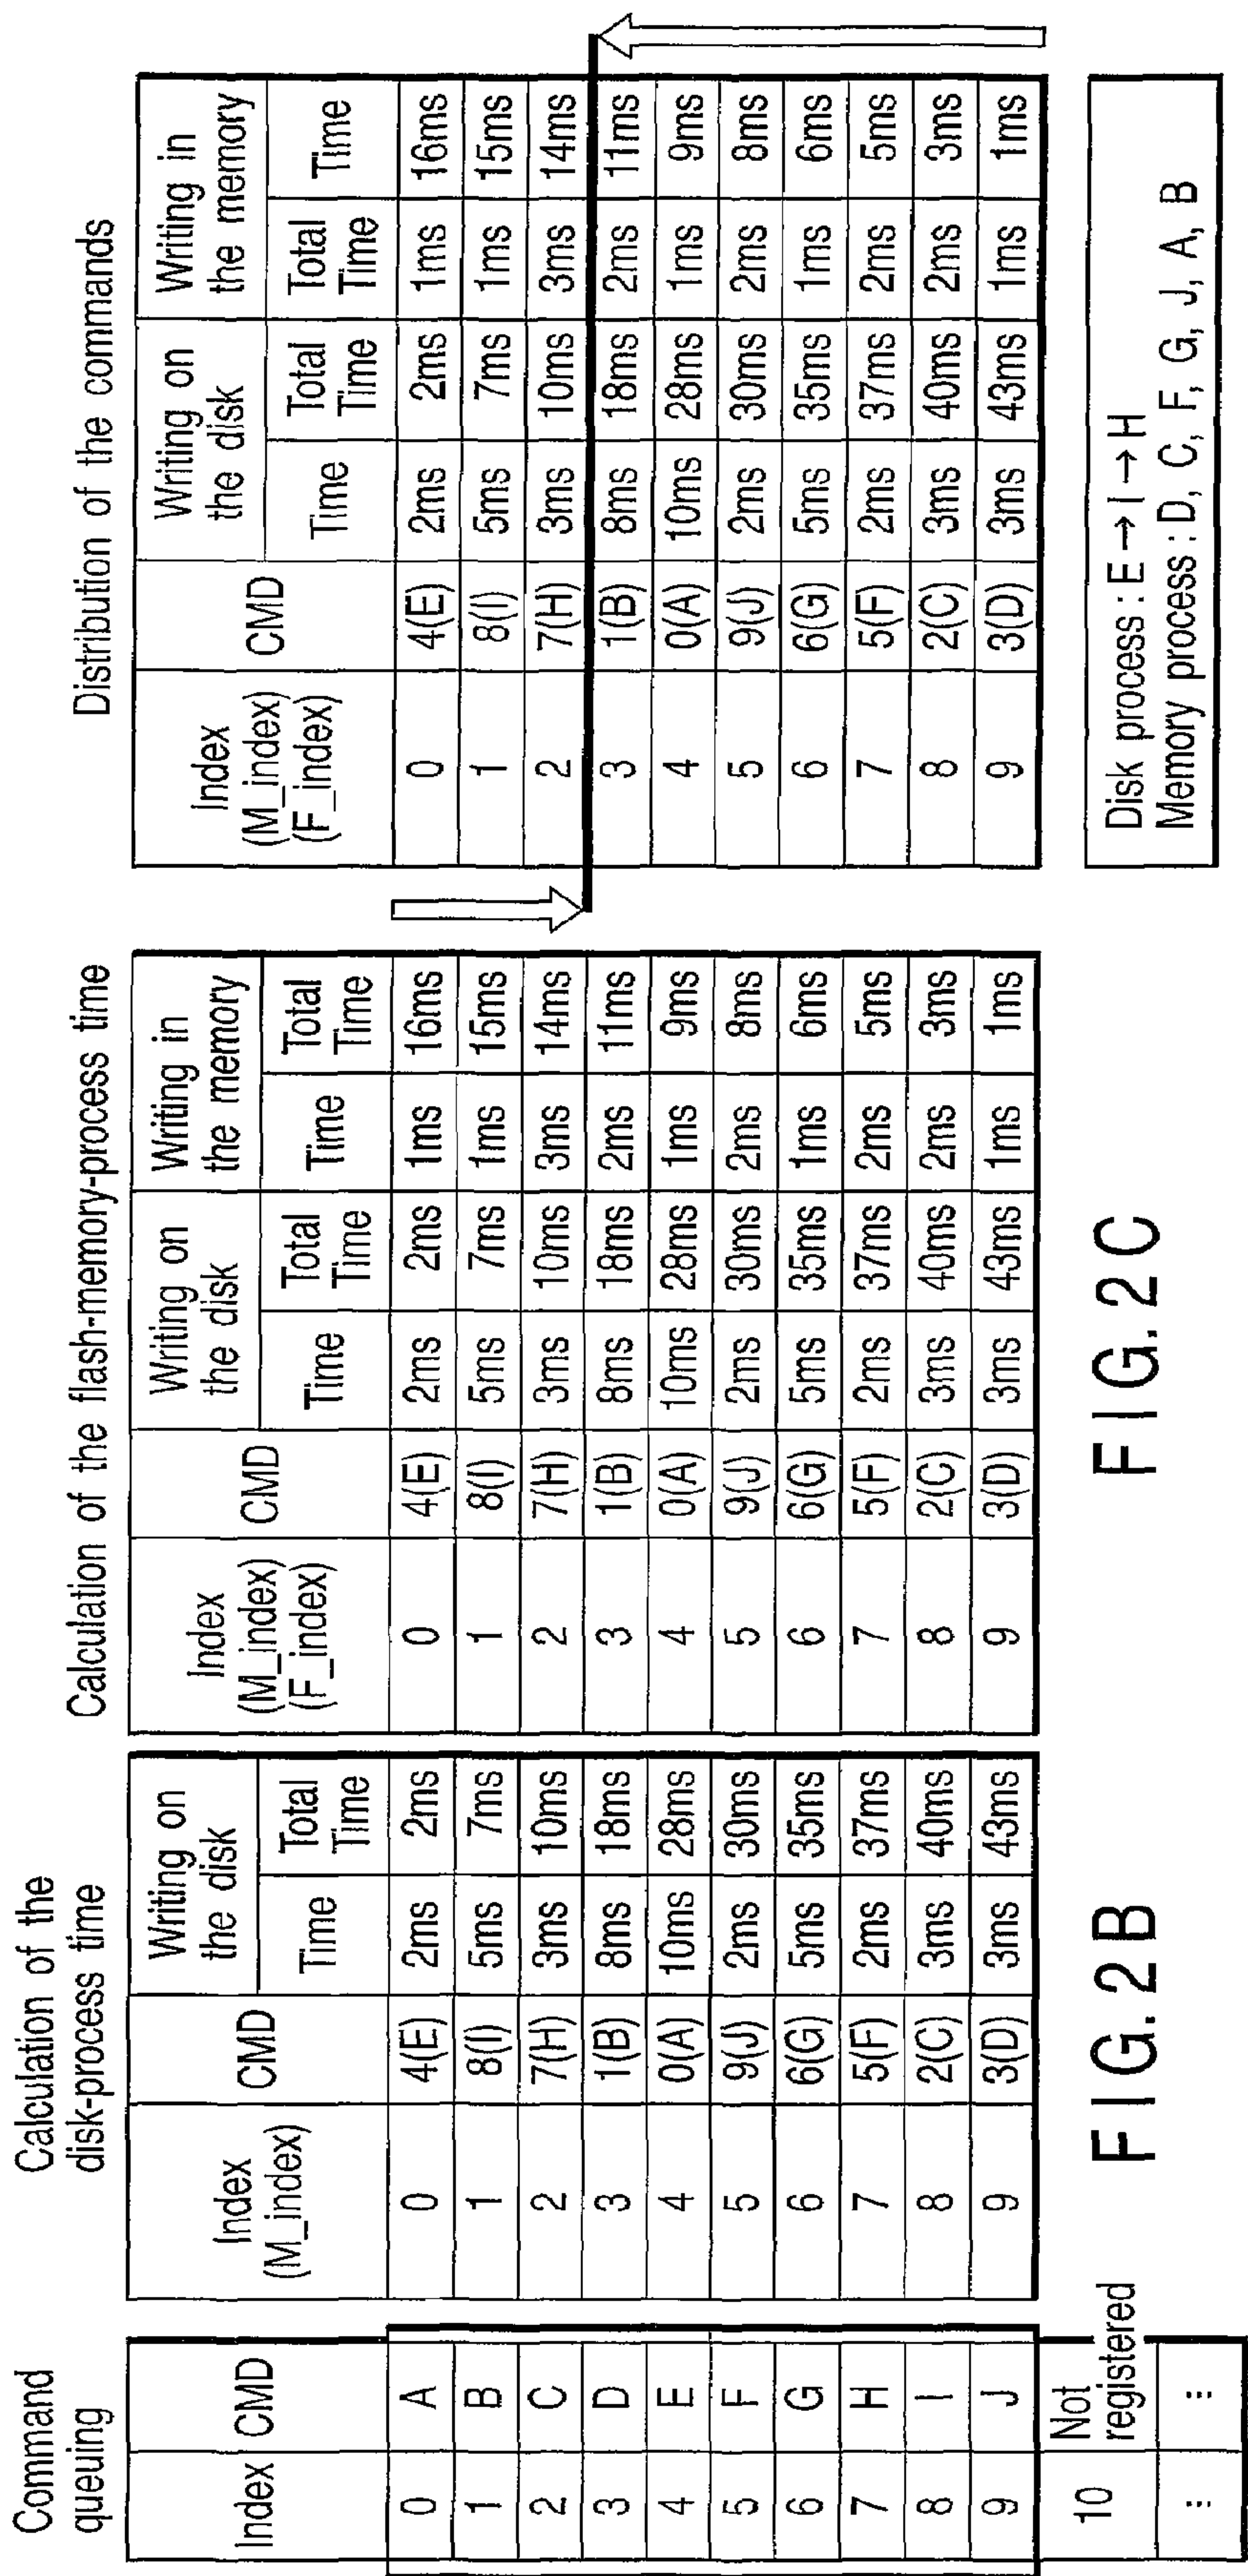 Command
queuing
Index CMD
0 A
1 B
2 C
3 D
4 E
5 F
6 G
7 H
8 I
9 J
10 Not
registered
⋮ ⋮
Calculation of the
disk-process time
Index
(M_index)
CMD
Writing on
the disk
Time
Total
Time
0 4(E) 2ms 2ms
1 8(I) 5ms 7ms
2 7(H) 3ms 10ms
3 1(B) 8ms 18ms
4 0(A) 10ms 28ms
5 9(J) 2ms 30ms
6 6(G) 5ms 35ms
7 5(F) 2ms 37ms
8 2(C) 3ms 40ms
9 3(D) 3ms 43ms
FIG. 2B
Calculation of the flash-memory-process time
Index
(M_index)
(F_index)
CMD
Writing on
the disk
Time
Total
Time
Writing in
the memory
Time
Total
Time
0 4(E) 2ms 2ms 1ms 16ms
1 8(I) 5ms 7ms 1ms 15ms
2 7(H) 3ms 10ms 3ms 14ms
3 1(B) 8ms 18ms 2ms 11ms
4 0(A) 10ms 28ms 1ms 9ms
5 9(J) 2ms 30ms 2ms 8ms
6 6(G) 5ms 35ms 1ms 6ms
7 5(F) 2ms 37ms 2ms 5ms
8 2(C) 3ms 40ms 2ms 3ms
9 3(D) 3ms 43ms 1ms 1ms
FIG. 2C
Distribution of the commands
Index
(M_index)
(F_index)
CMD
Writing on
the disk
Time
Total
Time
Writing in
the memory
Total
Time
Time
0 4(E) 2ms 2ms 1ms 16ms
1 8(I) 5ms 7ms 1ms 15ms
2 7(H) 3ms 10ms 3ms 14ms
3 1(B) 8ms 18ms 2ms 11ms
4 0(A) 10ms 28ms 1ms 9ms
5 9(J) 2ms 30ms 2ms 8ms
6 6(G) 5ms 35ms 1ms 6ms
7 5(F) 2ms 37ms 2ms 5ms
8 2(C) 3ms 40ms 2ms 3ms
9 3(D) 3ms 43ms 1ms 1ms
Disk process : E → I → H
Memory process : D, C, F, G, J, A, B